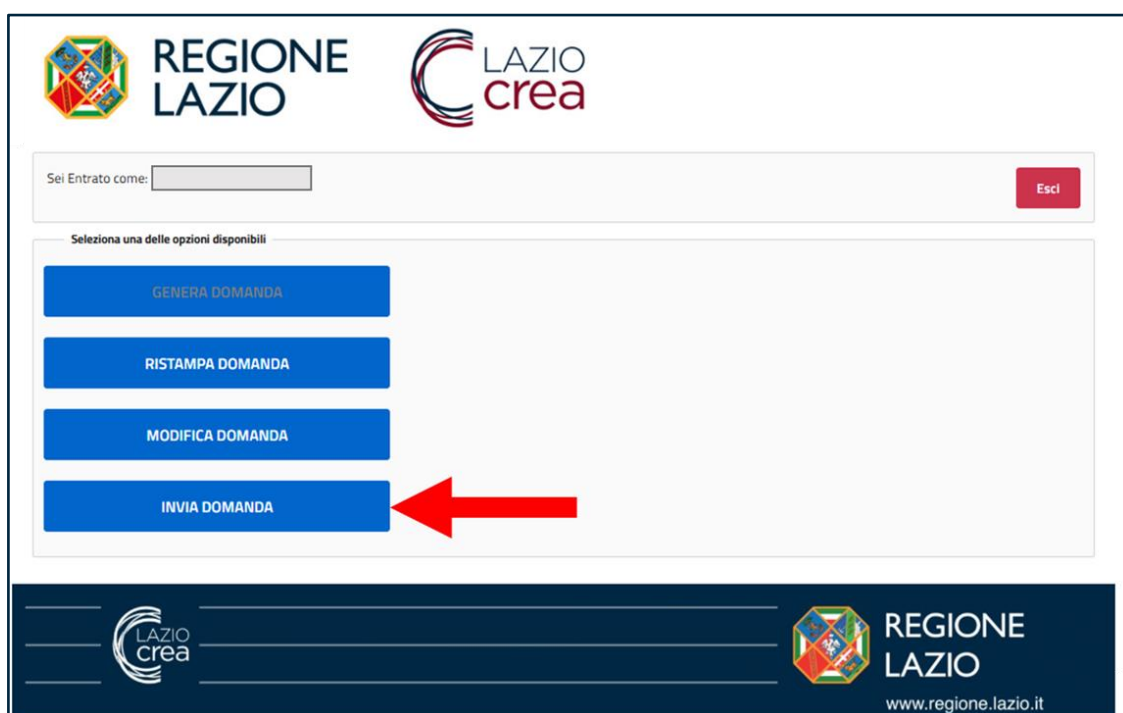 REGIONE
LAZIO
LAZIO
crea
Sei Entrato come:
Esci
Seleziona una delle opzioni disponibili
GENERA DOMANDA
RISTAMPA DOMANDA
MODIFICA DOMANDA
INVIA DOMANDA
LAZIO
crea
REGIONE
LAZIO
www.regione.lazio.it